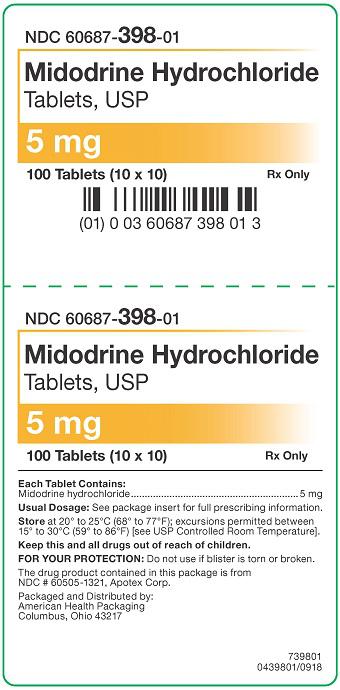 NDC 60687-398-01
Midodrine Hydrochloride
Tablets, USP
5 mg
100 Tablets (10 x 10) Rx Only
(01) 0 03 60687 398 01 3
NDC 60687-398-01
Midodrine Hydrochloride
Tablets, USP
5 mg
100 Tablets (10 x 10) Rx Only
Each Tablet Contains:
Midodrine hydrochloride............................................................5 mg
Usual Dosage: See package insert for full prescribing information.
Store at 20° to 25°C (68° to 77°F); excursions permitted between
15° to 30°C (59° to 86°F) [see USP Controlled Room Temperature].
Keep this and all drugs out of reach of children.
FOR YOUR PROTECTION: Do not use if blister is torn or broken.
The drug product contained in this package is from
NDC # 60505-1321, Apotex Corp.
Packaged and Distributed by:
American Health Packaging
Columbus, Ohio 43217
739801
0439801/0918